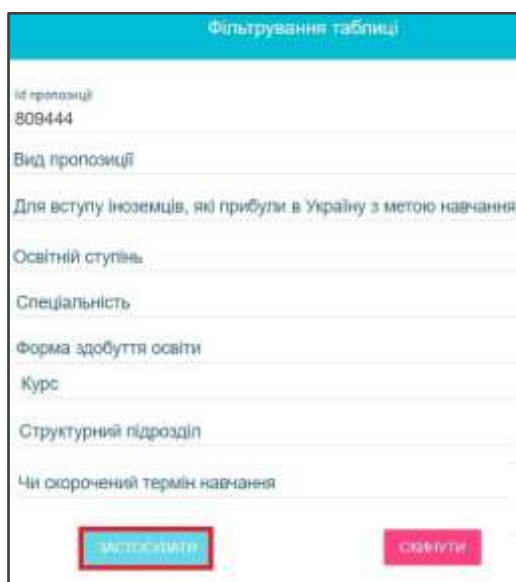 Фільтрування таблиці
Id пропозиції
809444
Вид пропозиції
Для вступу іноземців, які прибули в Україну з метою навчання
Освітній ступінь
Спеціальність
Форма здобуття освіти
Курс
Структурний підрозділ
Чи скорочений термін навчання
ЗАСТОСУВАТИ
СКИНУТИ